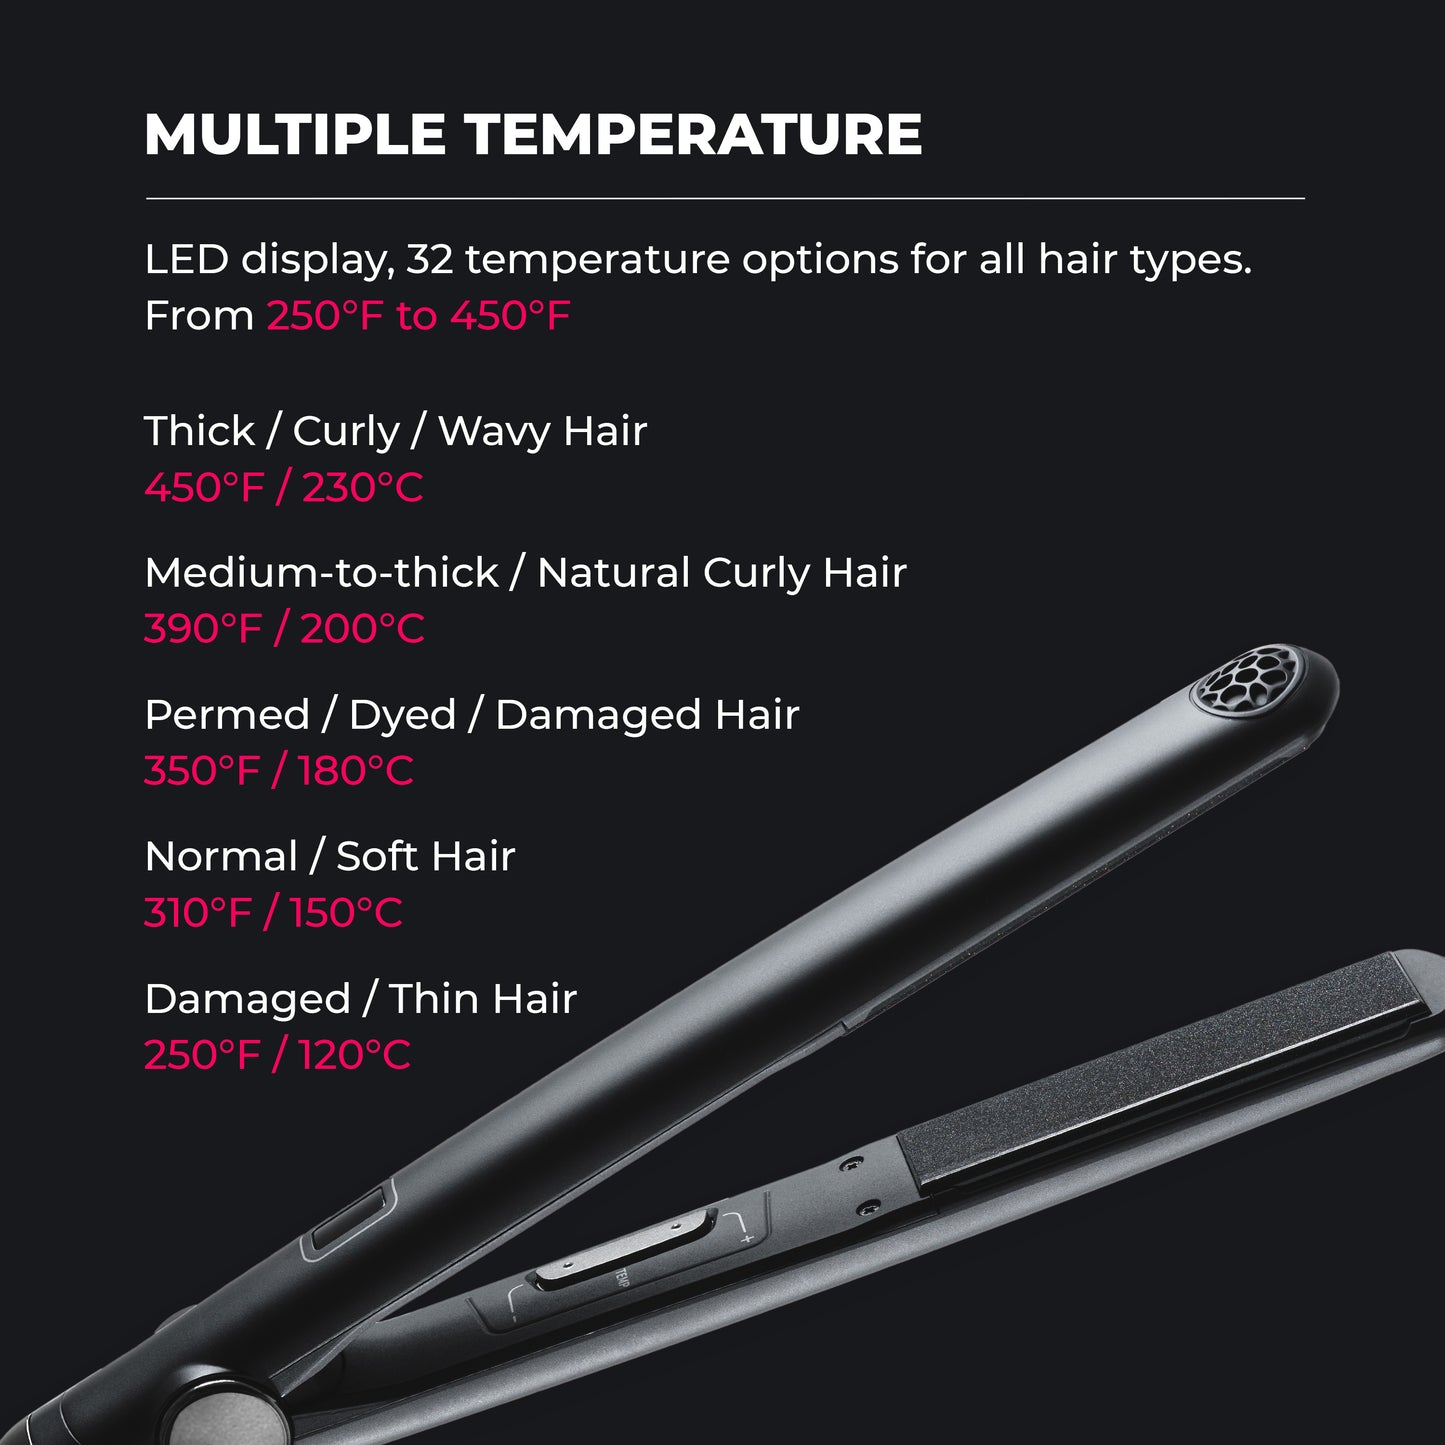 MULTIPLE TEMPERATURE
LED display, 32 temperature options for all hair types.
From 250°F to 450°F
Thick / Curly / Wavy Hair
450°F / 230°C
Medium-to-thick / Natural Curly Hair
390°F / 200°C
Permed / Dyed / Damaged Hair
350°F / 180°C
Normal / Soft Hair
310°F / 150°C
Damaged / Thin Hair
250°F / 120°C
+
TEMP
-